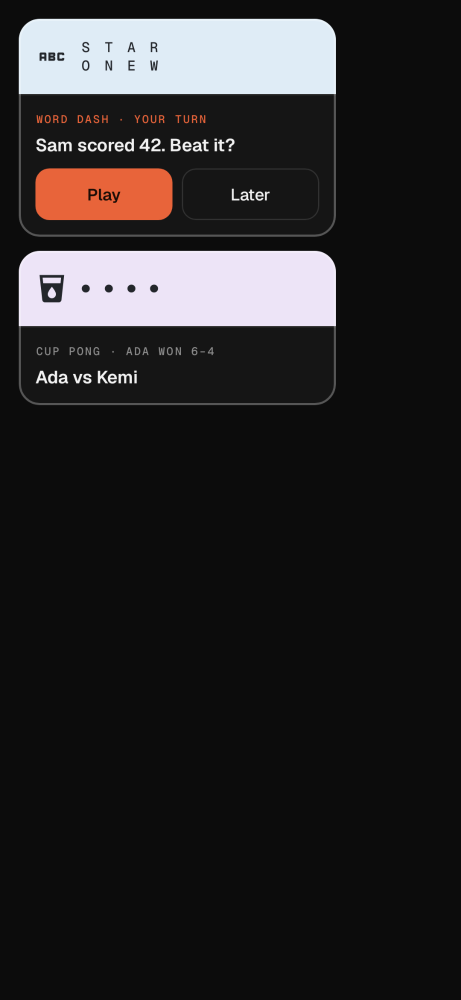 ABC
S T A R
O N E W
WORD DASH · YOUR TURN
Sam scored 42. Beat it?
Play
Later
CUP PONG · ADA WON 6–4
Ada vs Kemi